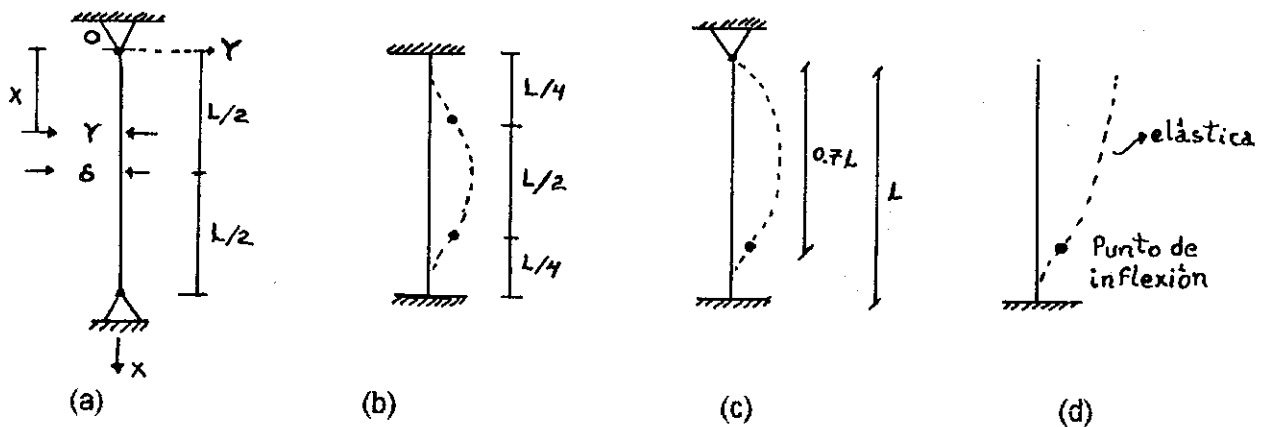 O
Y
X
L/2
Y
δ
L/2
X
(a)
L/4
L/2
L/4
(b)
0.7L
L
(c)
elástica
Punto de
inflexión
(d)